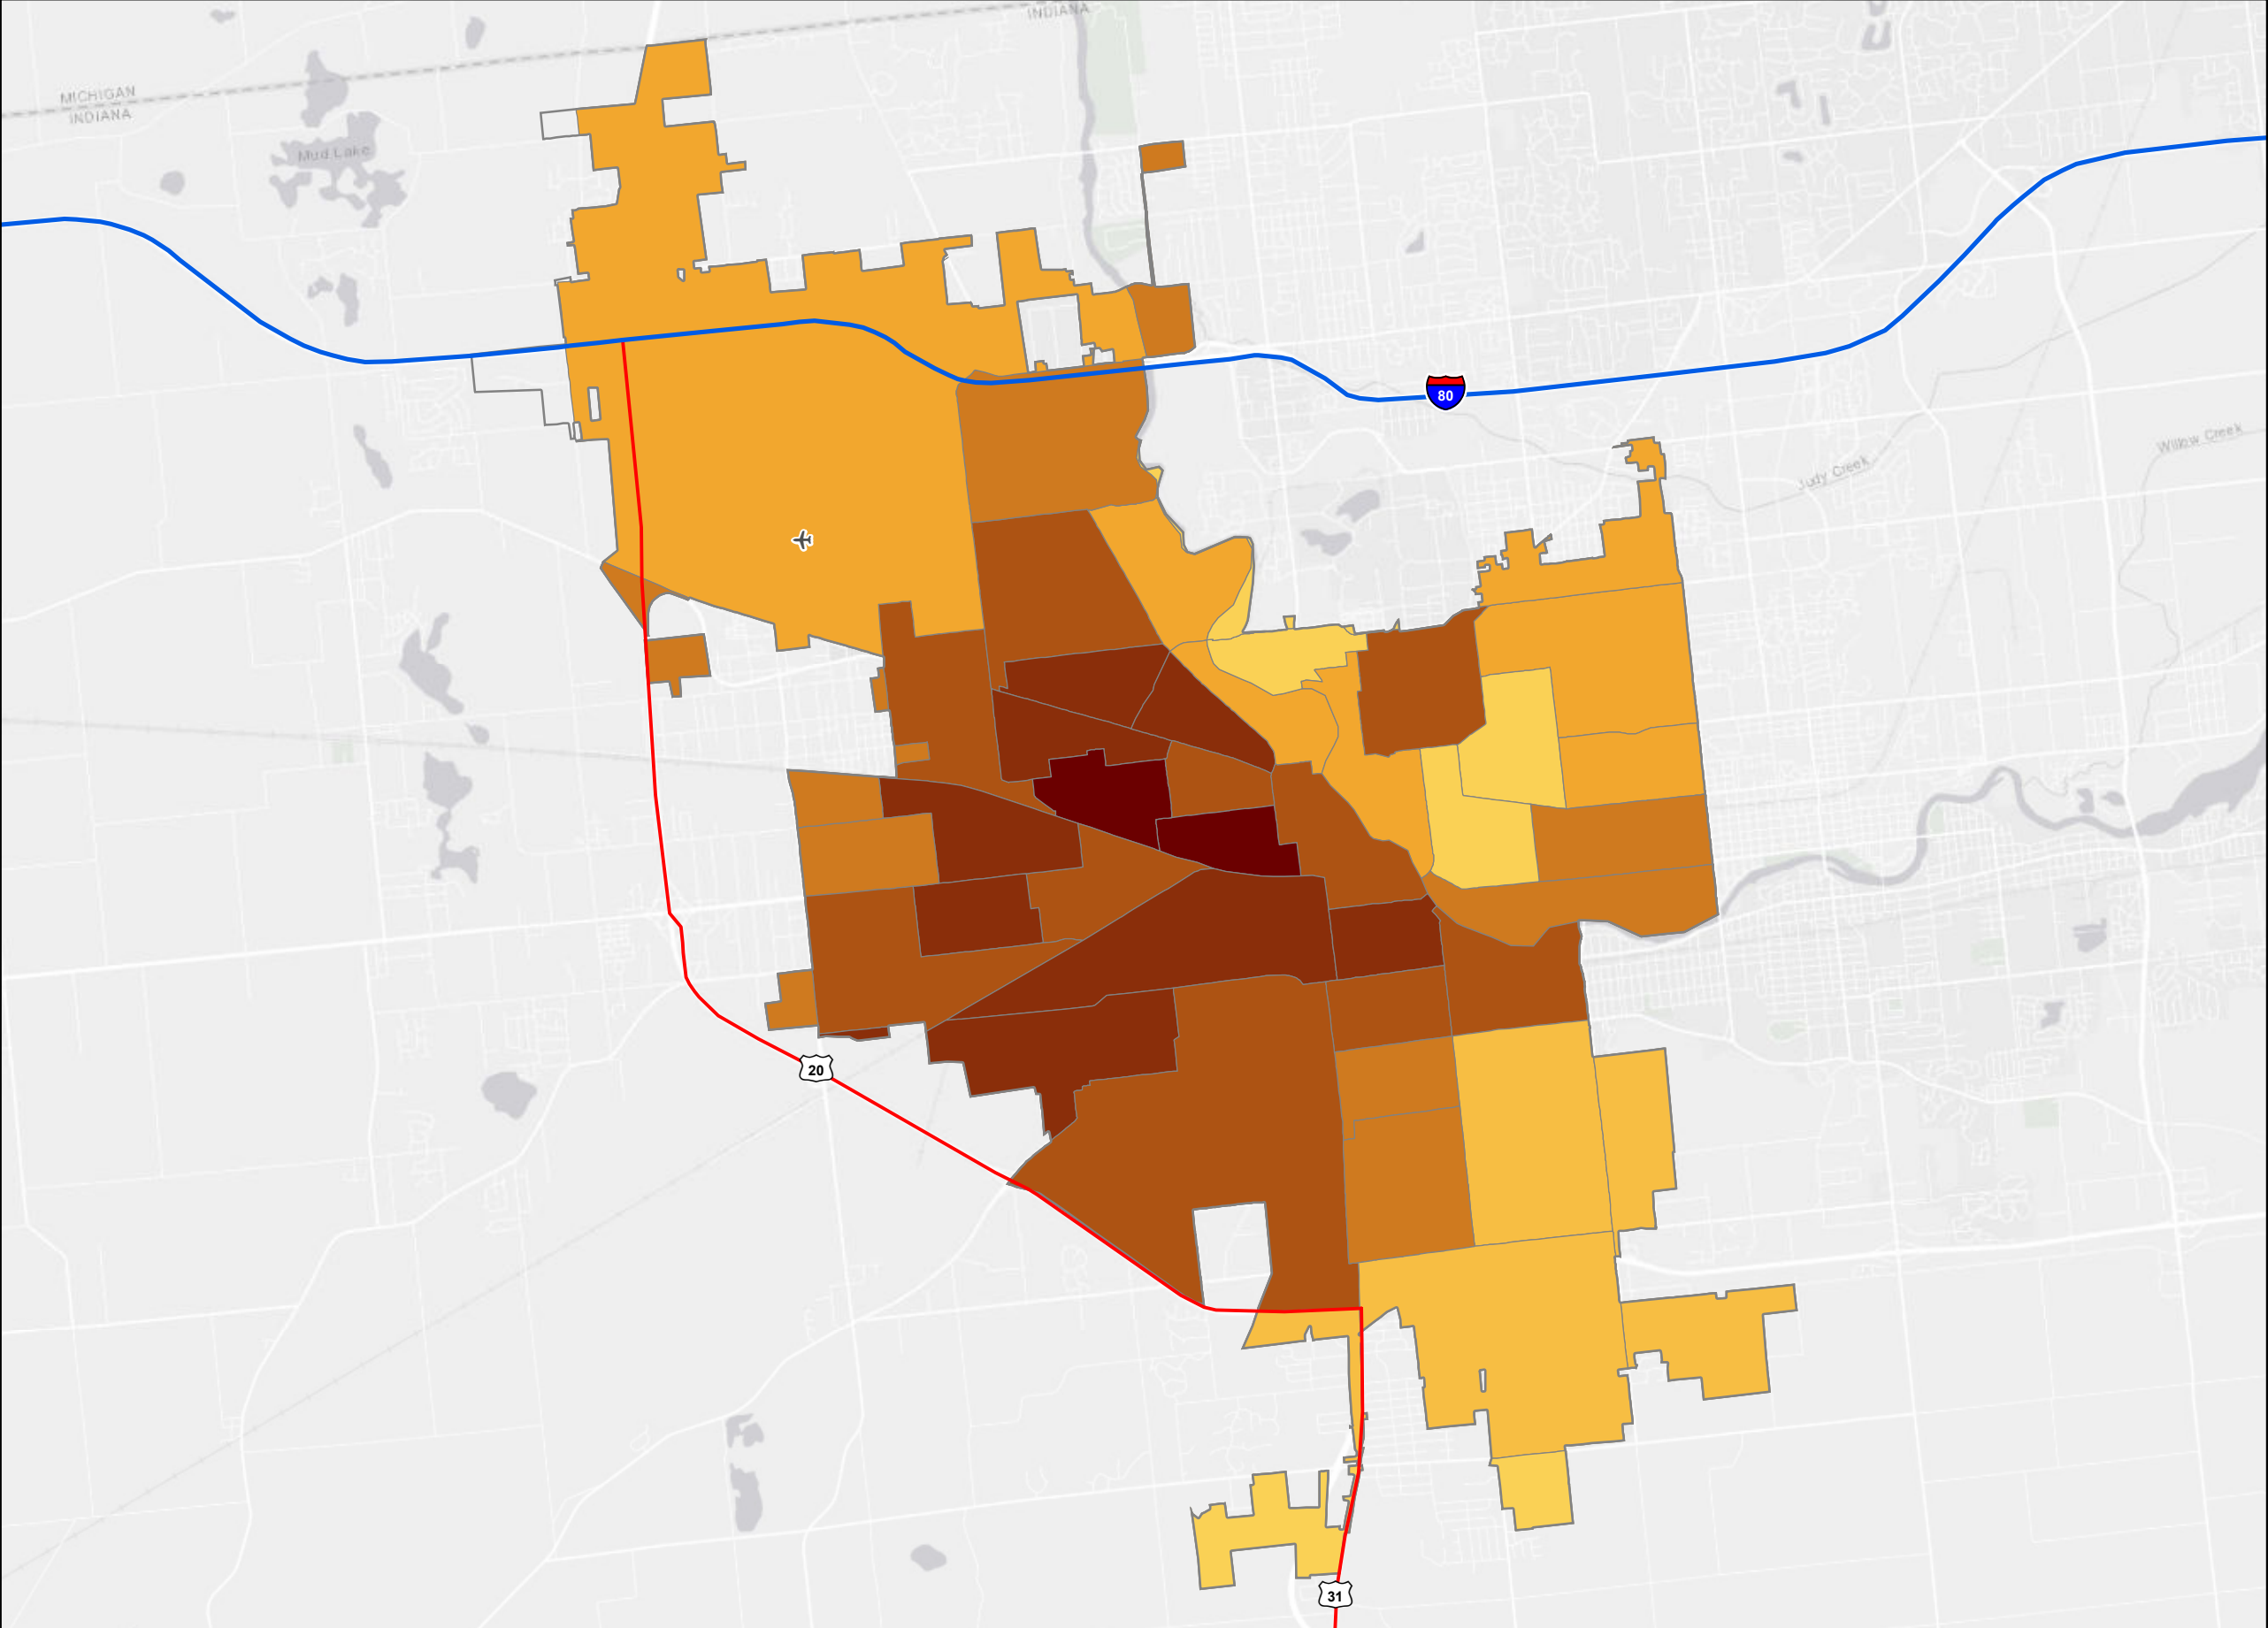 INDIANA
MICHIGAN
INDIANA
Mud Lake
80
Willow Creek
Judy Creek
20
31